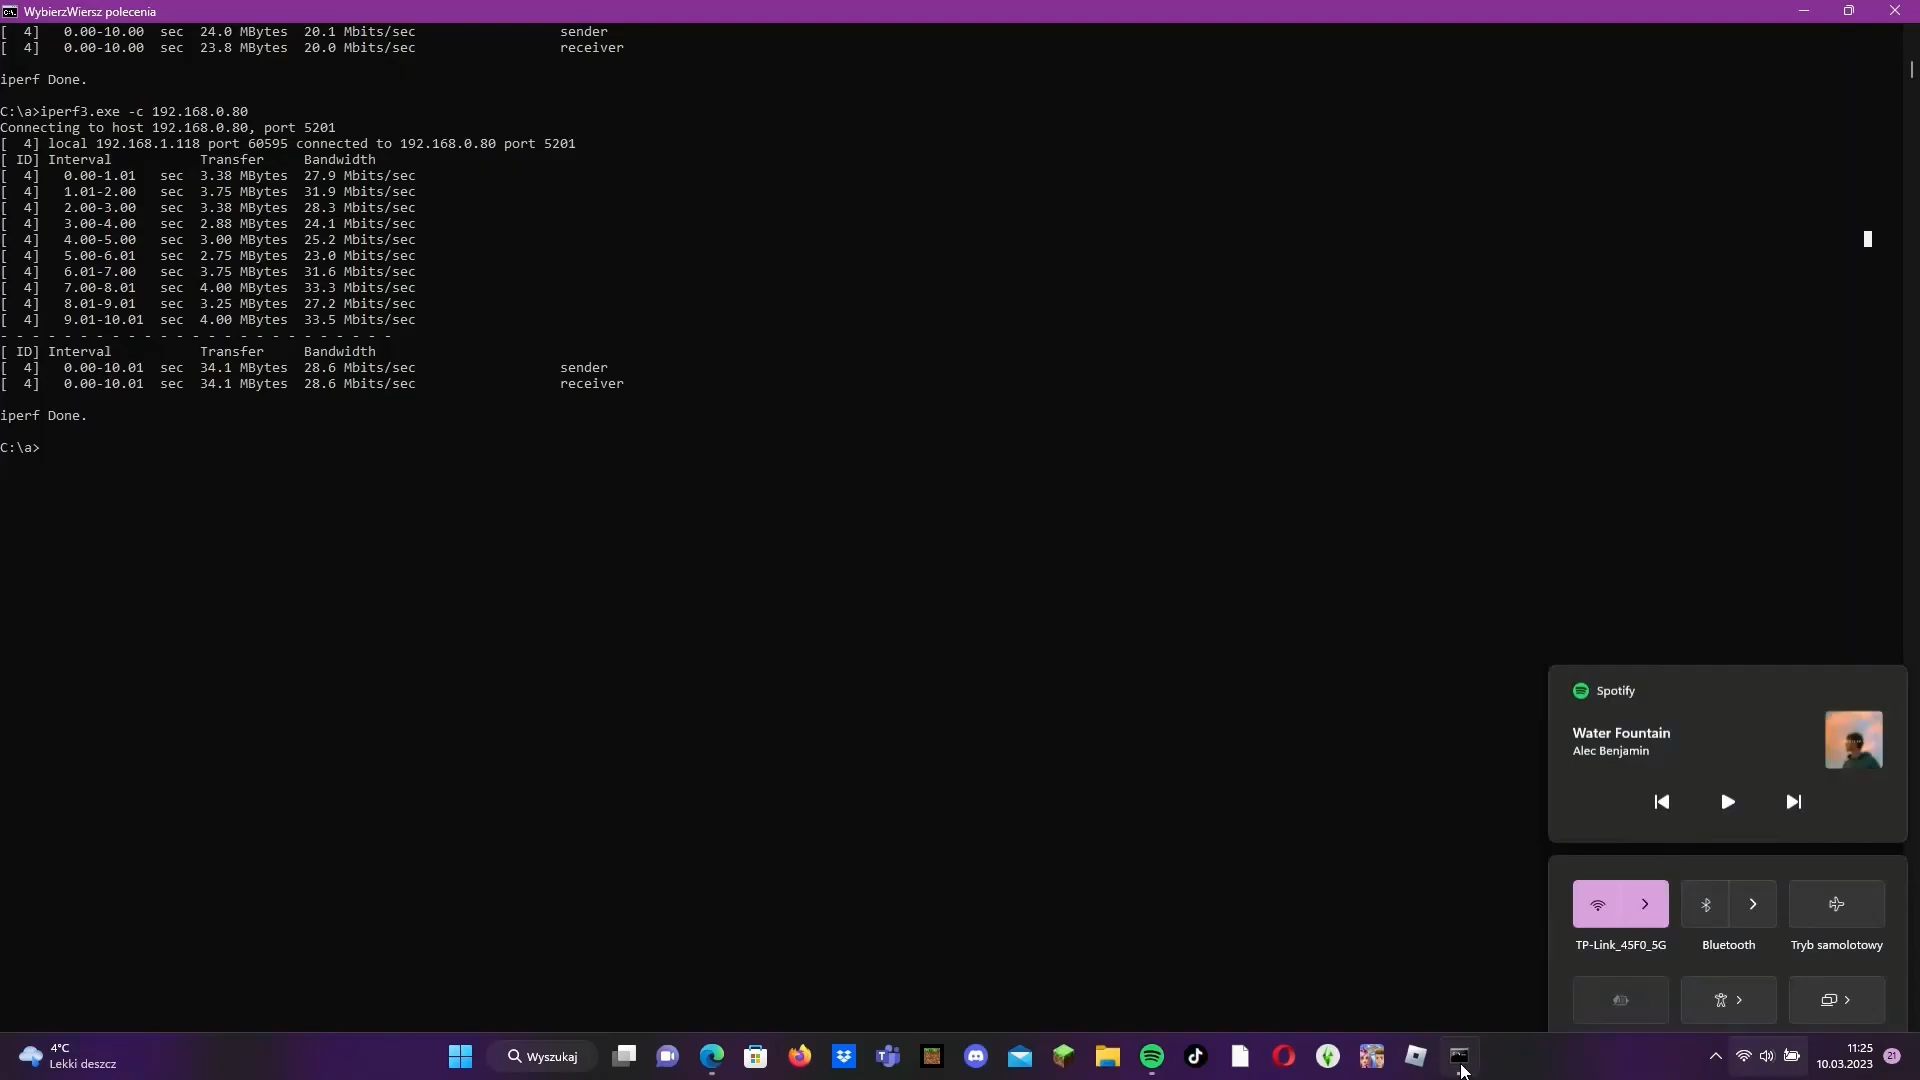 WybierzWiersz polecenia
[  4]   0.00-10.00  sec  24.0 MBytes  20.1 Mbits/sec                  sender
[  4]   0.00-10.00  sec  23.8 MBytes  20.0 Mbits/sec                  receiver
iperf Done.
C:\a>iperf3.exe -c 192.168.0.80
Connecting to host 192.168.0.80, port 5201
[  4] local 192.168.1.118 port 60595 connected to 192.168.0.80 port 5201
[ ID] Interval           Transfer     Bandwidth
[  4]   0.00-1.01   sec  3.38 MBytes  27.9 Mbits/sec
[  4]   1.01-2.00   sec  3.75 MBytes  31.9 Mbits/sec
[  4]   2.00-3.00   sec  3.38 MBytes  28.3 Mbits/sec
[  4]   3.00-4.00   sec  2.88 MBytes  24.1 Mbits/sec
[  4]   4.00-5.00   sec  3.00 MBytes  25.2 Mbits/sec
[  4]   5.00-6.01   sec  2.75 MBytes  23.0 Mbits/sec
[  4]   6.01-7.00   sec  3.75 MBytes  31.6 Mbits/sec
[  4]   7.00-8.01   sec  4.00 MBytes  33.3 Mbits/sec
[  4]   8.01-9.01   sec  3.25 MBytes  27.2 Mbits/sec
[  4]   9.01-10.01  sec  4.00 MBytes  33.5 Mbits/sec
- - - - - - - - - - - - - - - - - - - - - - - - -
[ ID] Interval           Transfer     Bandwidth
[  4]   0.00-10.01  sec  34.1 MBytes  28.6 Mbits/sec                  sender
[  4]   0.00-10.01  sec  34.1 MBytes  28.6 Mbits/sec                  receiver
iperf Done.
C:\a>
Spotify
Water Fountain
Alec Benjamin
TP-Link_45F0_5G Bluetooth Tryb samolotowy
4°C
Lekki deszcz
Wyszukaj
11:25
10.03.2023
21